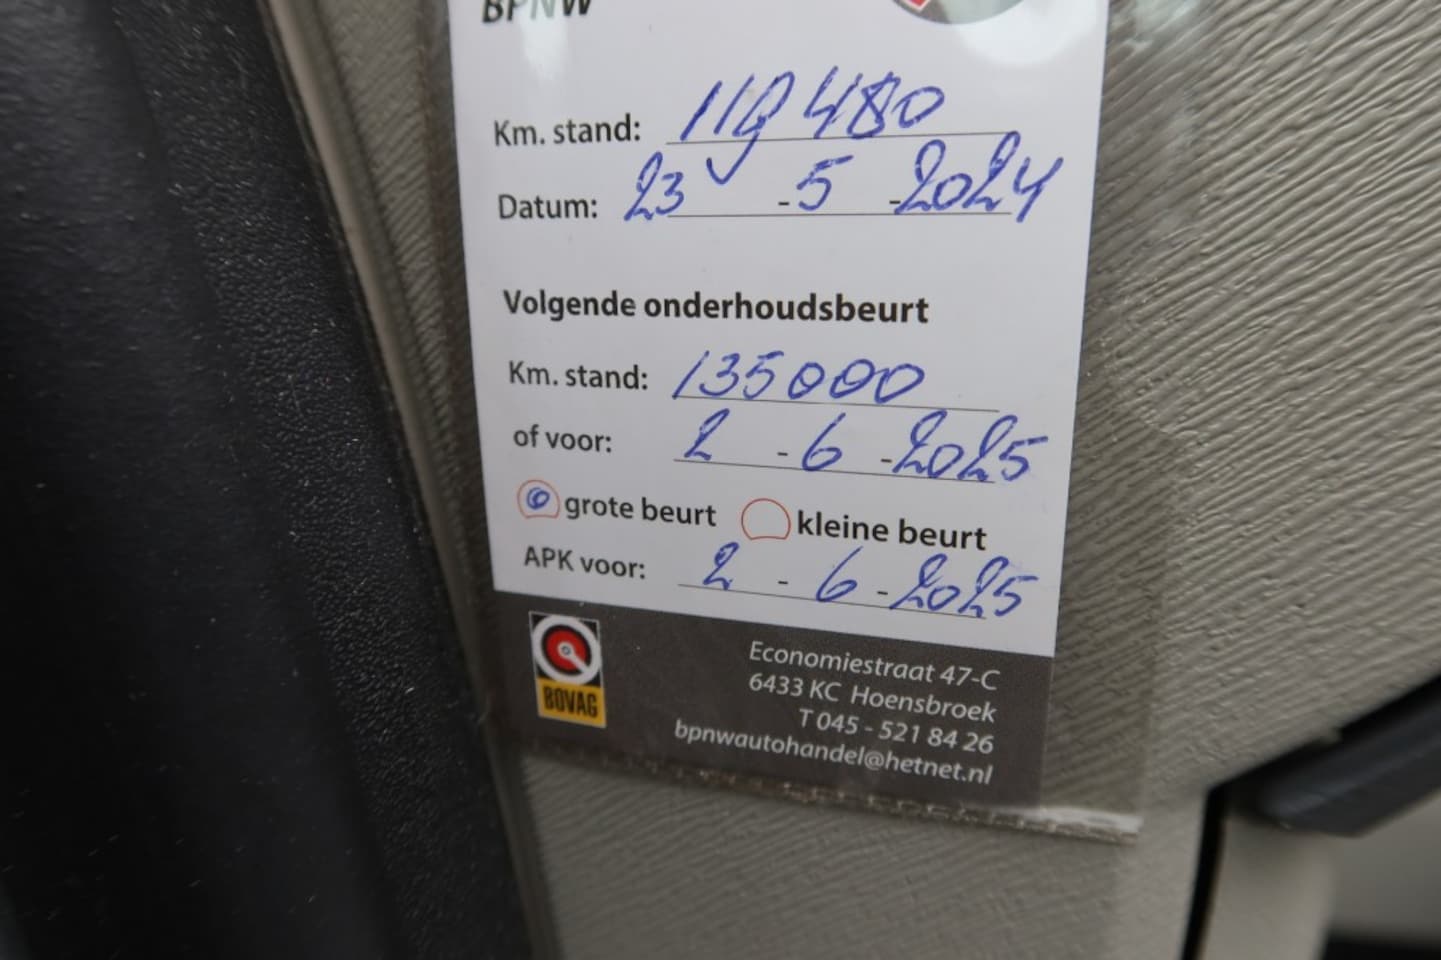 BPNW
Km. stand: 119 480
Datum: 23 - 5 - 2024
Volgende onderhoudsbeurt
Km. stand: 135000
of voor: 2 - 6 - 2025
grote beurt kleine beurt
APK voor: 2 - 6 - 2025
BOVAG
Economiestraat 47-C
6433 KC Hoensbroek
T 045 - 521 84 26
bpnwautohandel@hetnet.nl